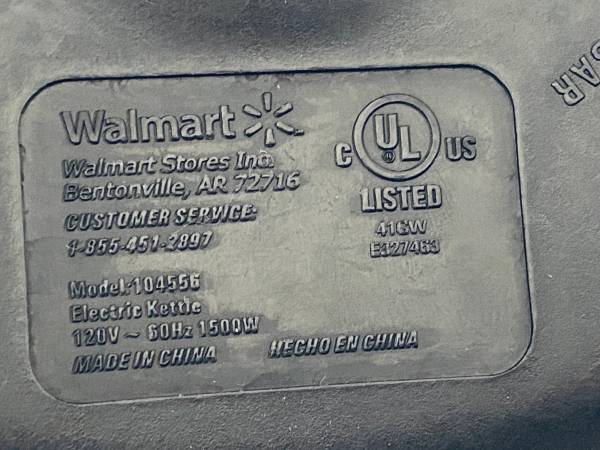 Walmart
Walmart Stores Inc.
Bentonville, AR 72716
CUSTOMER SERVICE:
1-855-451-2897
Model:104556
Electric Kettle
120V ~ 60Hz 1500W
MADE IN CHINA
HECHO EN CHINA
C UL US
LISTED
41GW
E327463